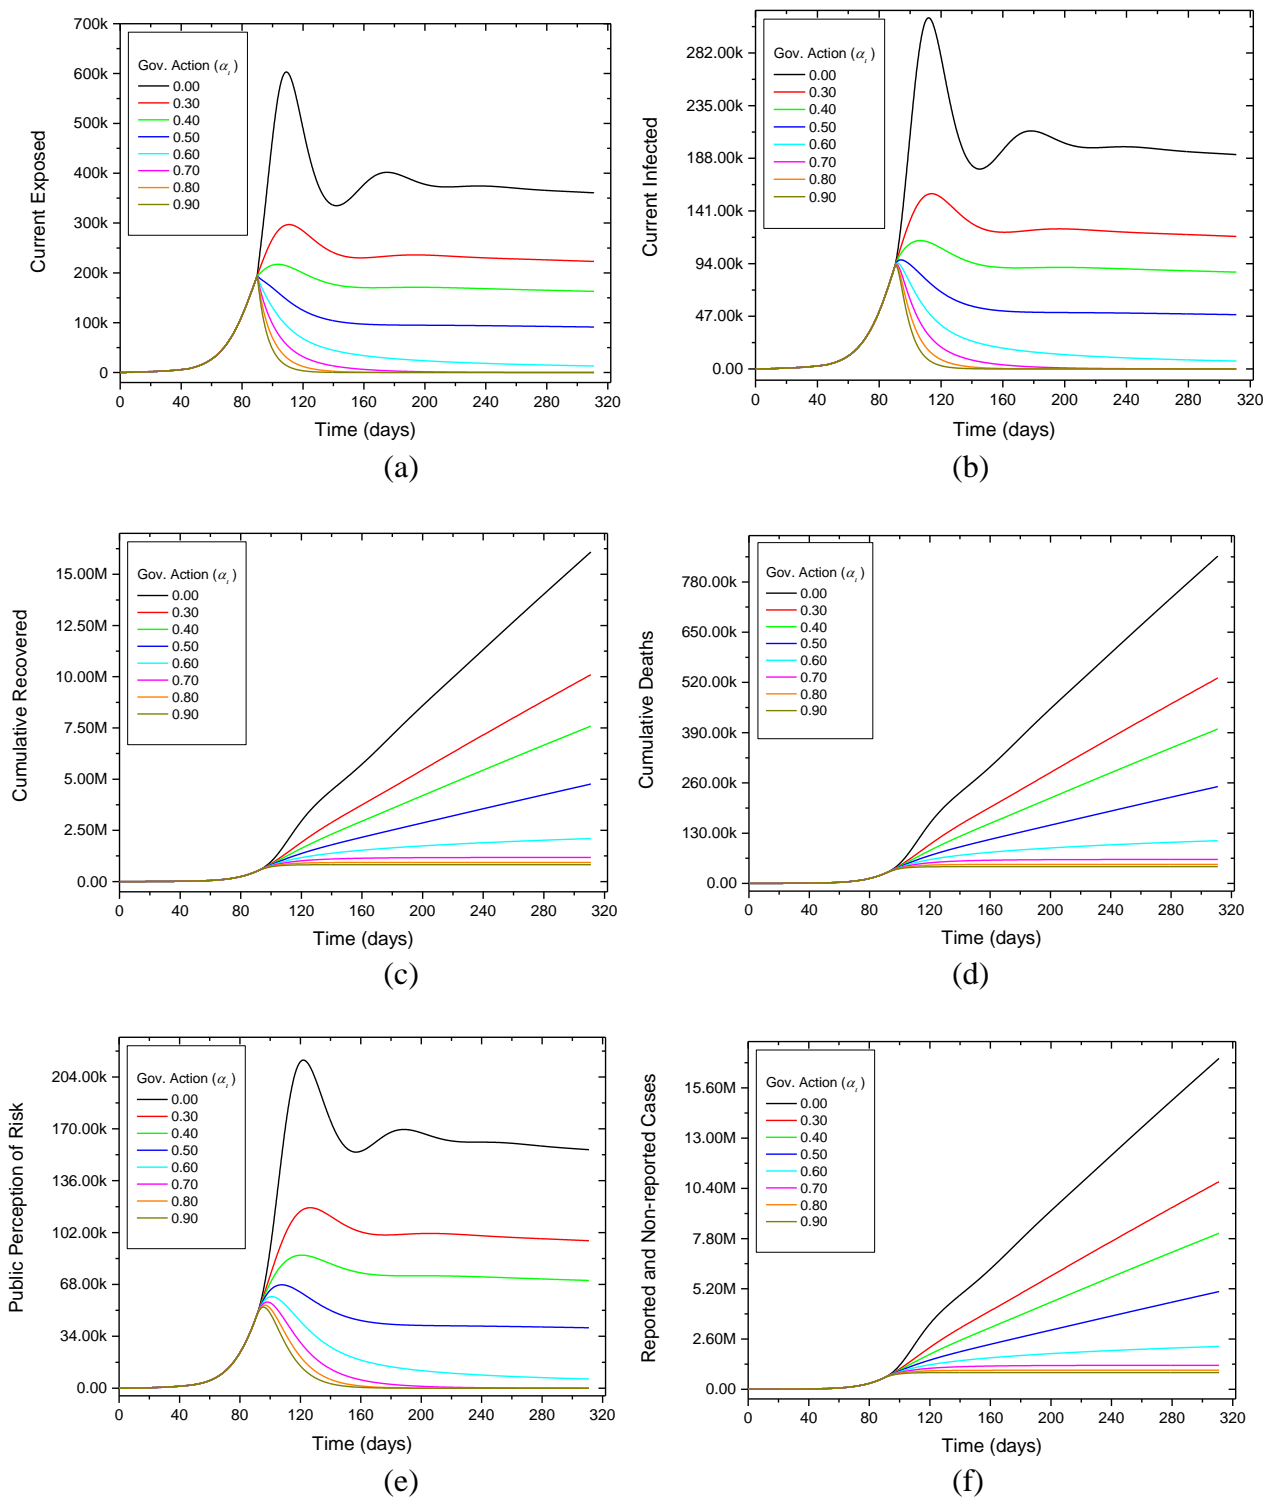 Current Exposed
700k
600k
500k
400k
300k
200k
100k
0
Gov. Action (αᵢ)
0.00
0.30
0.40
0.50
0.60
0.70
0.80
0.90
0 40 80 120 160 200 240 280 320
Time (days)
(a)
Current Infected
282.00k
235.00k
188.00k
141.00k
94.00k
47.00k
0.00
Gov. Action (αᵢ)
0.00
0.30
0.40
0.50
0.60
0.70
0.80
0.90
0 40 80 120 160 200 240 280 320
Time (days)
(b)
Cumulative Recovered
15.00M
12.50M
10.00M
7.50M
5.00M
2.50M
0.00
Gov. Action (αᵢ)
0.00
0.30
0.40
0.50
0.60
0.70
0.80
0.90
0 40 80 120 160 200 240 280 320
Time (days)
(c)
Cumulative Deaths
780.00k
650.00k
520.00k
390.00k
260.00k
130.00k
0.00
Gov. Action (αᵢ)
0.00
0.30
0.40
0.50
0.60
0.70
0.80
0.90
0 40 80 120 160 200 240 280 320
Time (days)
(d)
Public Perception of Risk
204.00k
170.00k
136.00k
102.00k
68.00k
34.00k
0.00
Gov. Action (αᵢ)
0.00
0.30
0.40
0.50
0.60
0.70
0.80
0.90
0 40 80 120 160 200 240 280 320
Time (days)
(e)
Reported and Non-reported Cases
15.60M
13.00M
10.40M
7.80M
5.20M
2.60M
0.00
Gov. Action (αᵢ)
0.00
0.30
0.40
0.50
0.60
0.70
0.80
0.90
0 40 80 120 160 200 240 280 320
Time (days)
(f)